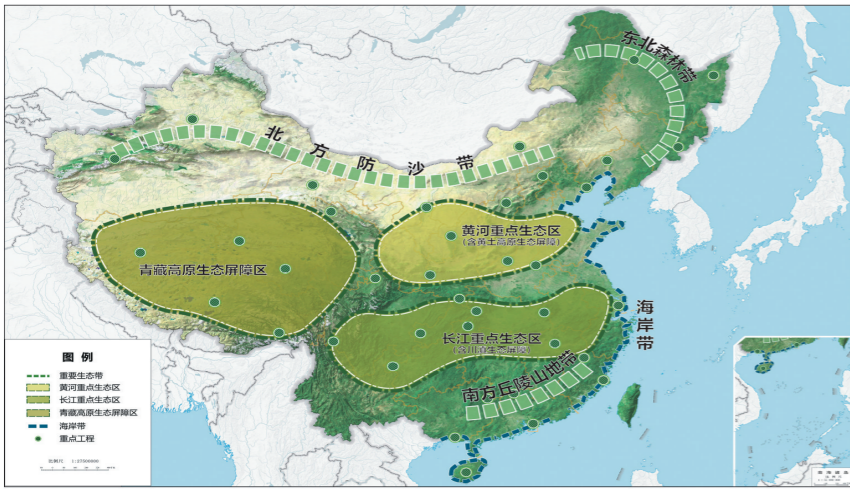 东北森林带
北方防沙带
黄河重点生态区
(含黄土高原生态屏障)
青藏高原生态屏障区
海岸带
长江重点生态区
(含川滇生态屏障)
南方丘陵山地带
图例
重要生态带
黄河重点生态区
长江重点生态区
青藏高原生态屏障区
海岸带
重点工程